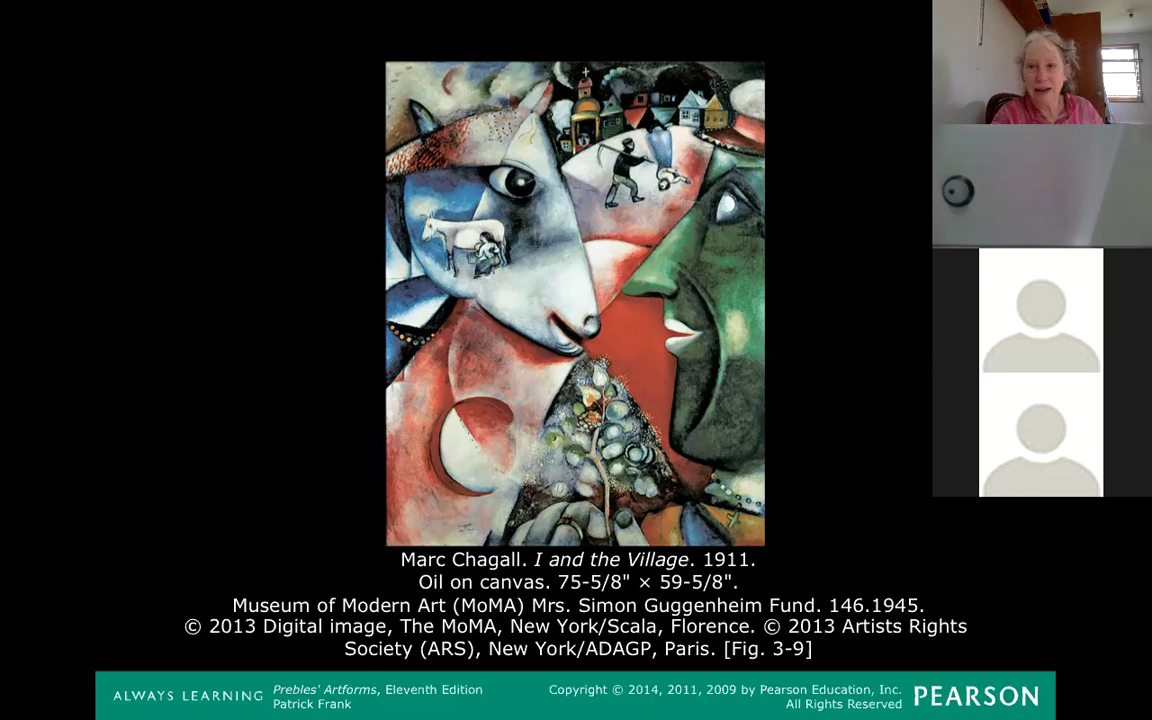 Marc Chagall. I and the Village. 1911.
Oil on canvas. 75-5/8" × 59-5/8".
Museum of Modern Art (MoMA) Mrs. Simon Guggenheim Fund. 146.1945.
© 2013 Digital image, The MoMA, New York/Scala, Florence. © 2013 Artists Rights
Society (ARS), New York/ADAGP, Paris. [Fig. 3-9]
ALWAYS LEARNING
Prebles' Artforms, Eleventh Edition
Patrick Frank
Copyright © 2014, 2011, 2009 by Pearson Education, Inc.
All Rights Reserved
PEARSON